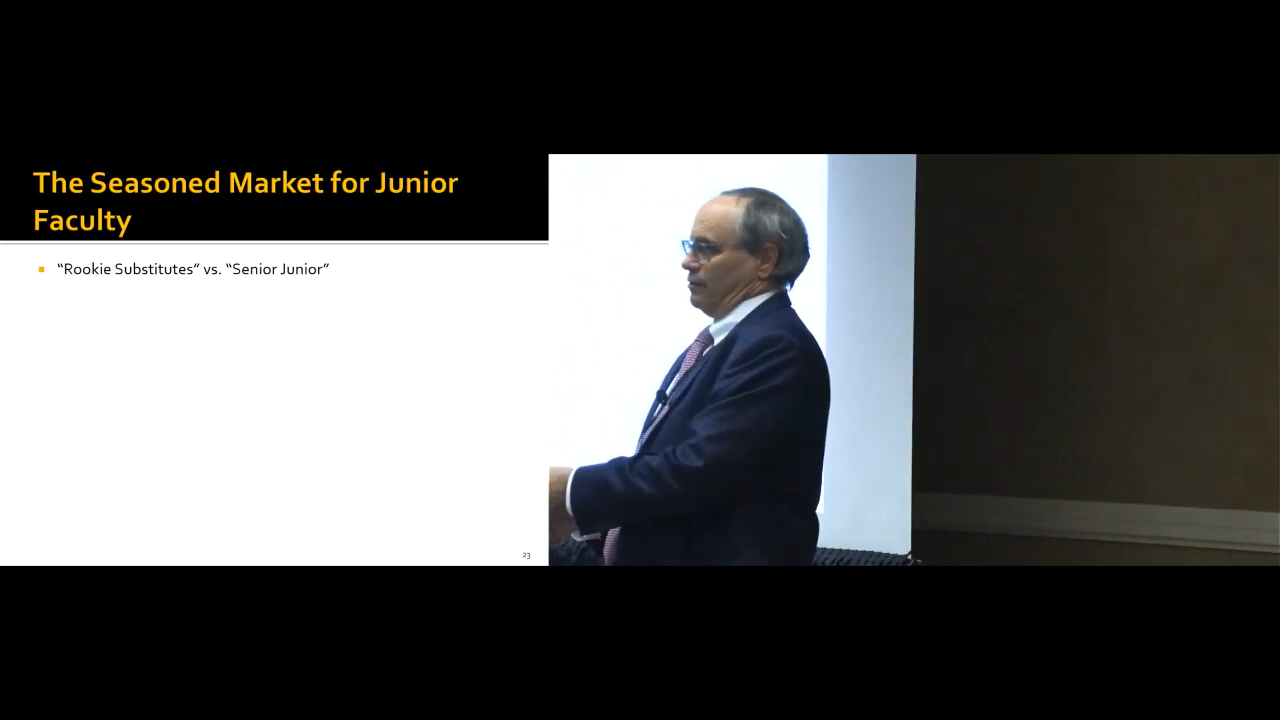 The Seasoned Market for Junior
Faculty
“Rookie Substitutes” vs. “Senior Junior”
23